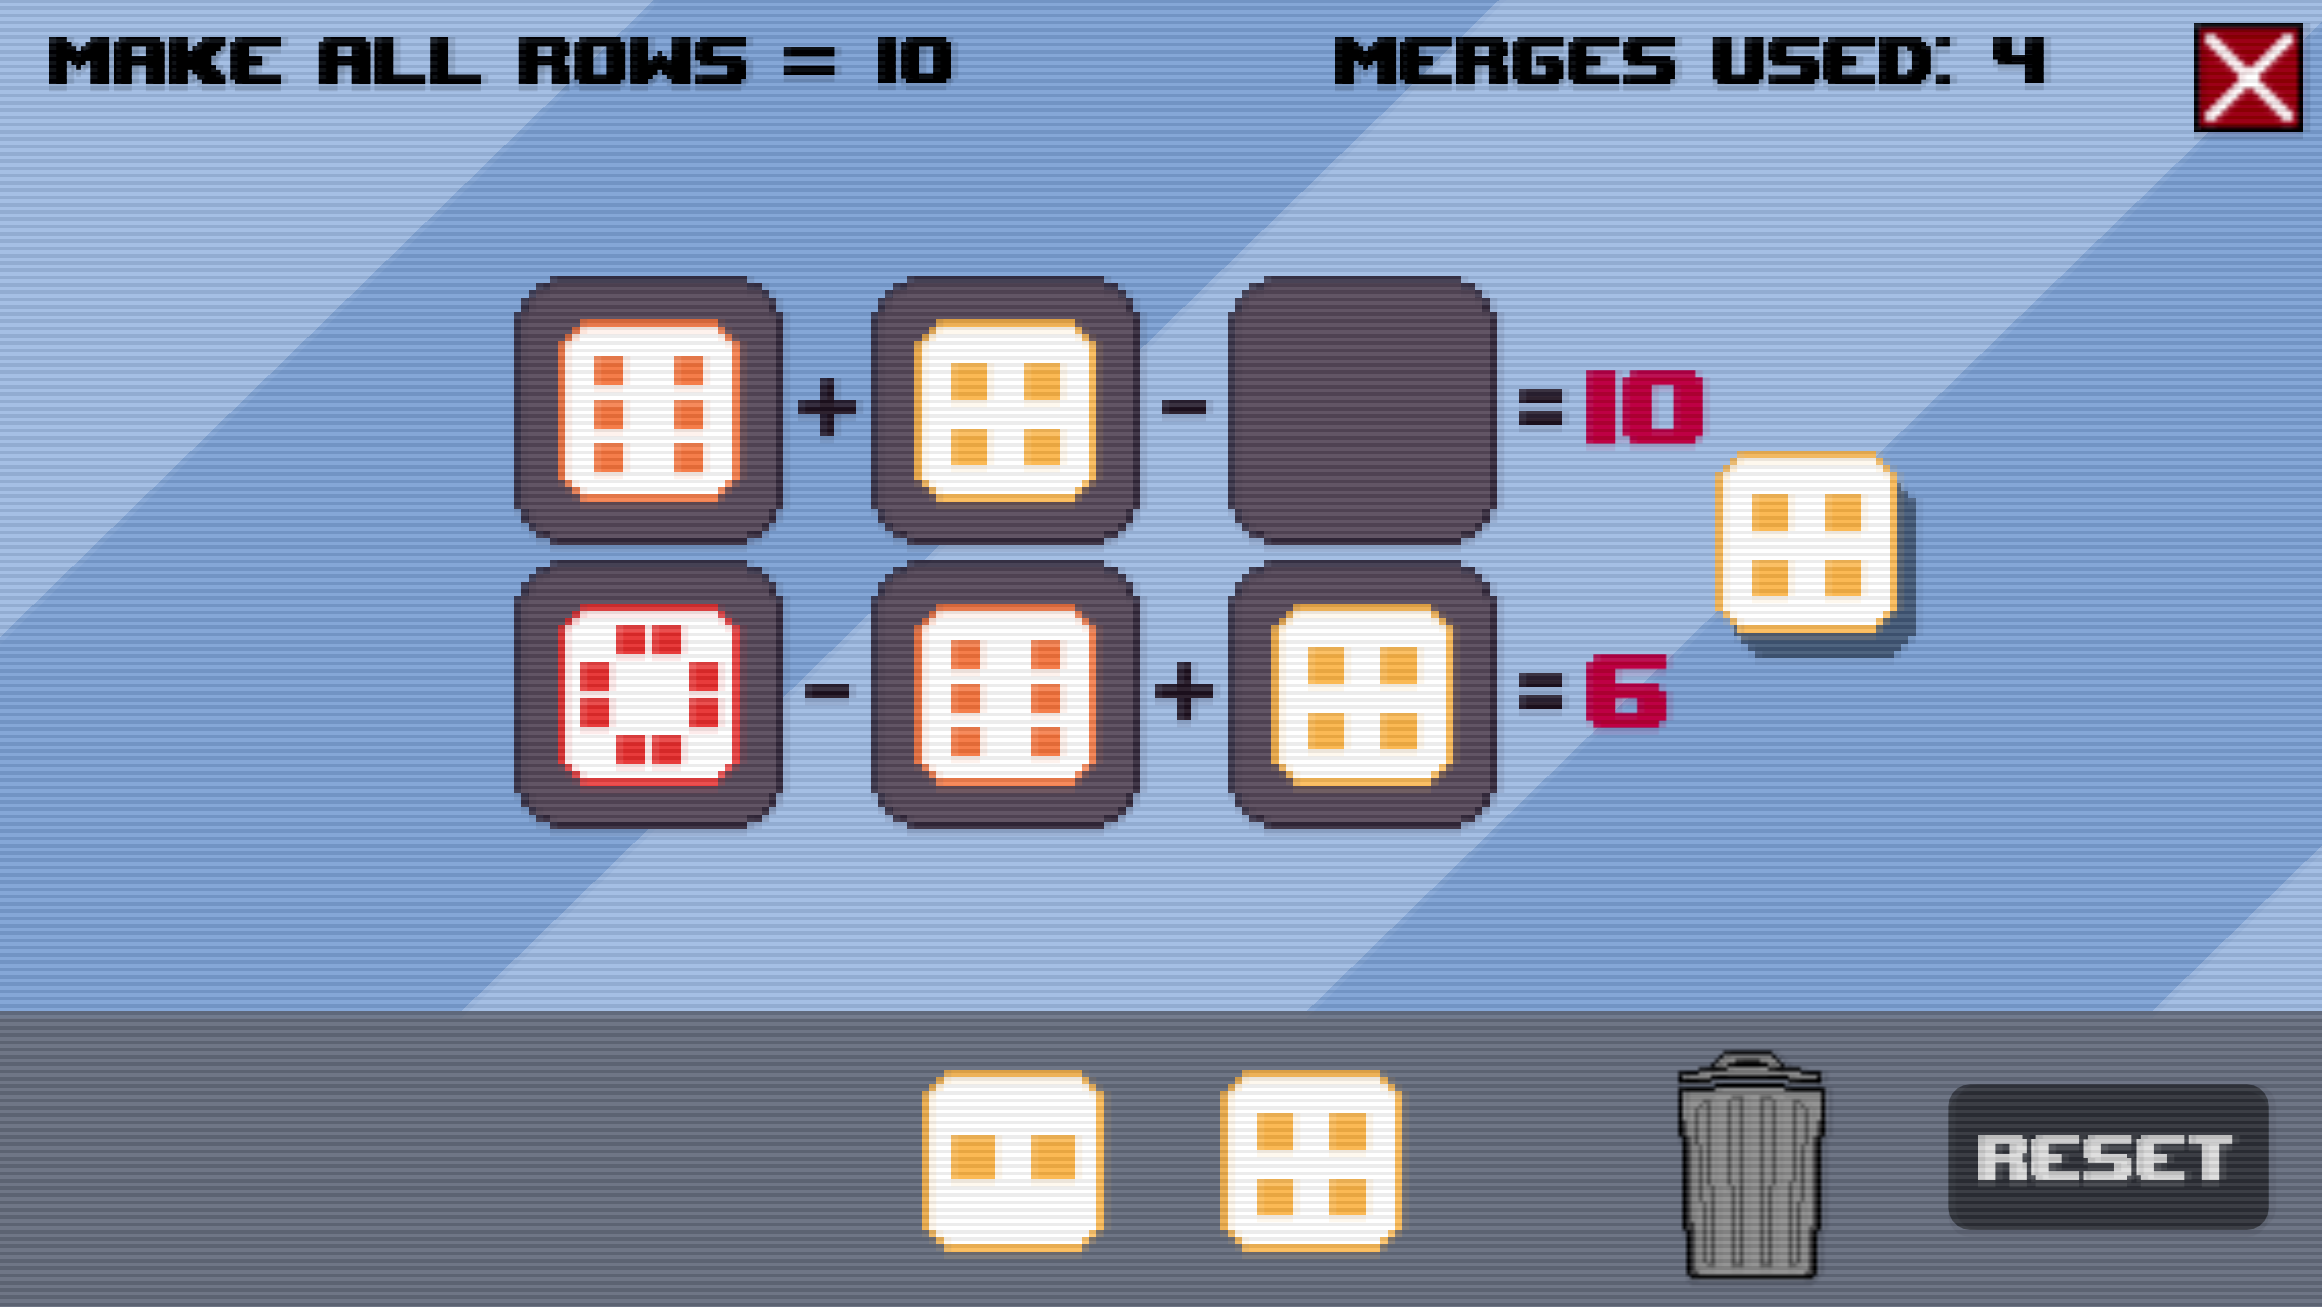 MAKE ALL ROWS = 10
MERGES USED: 4
+ - = 10
- + = 6
RESET